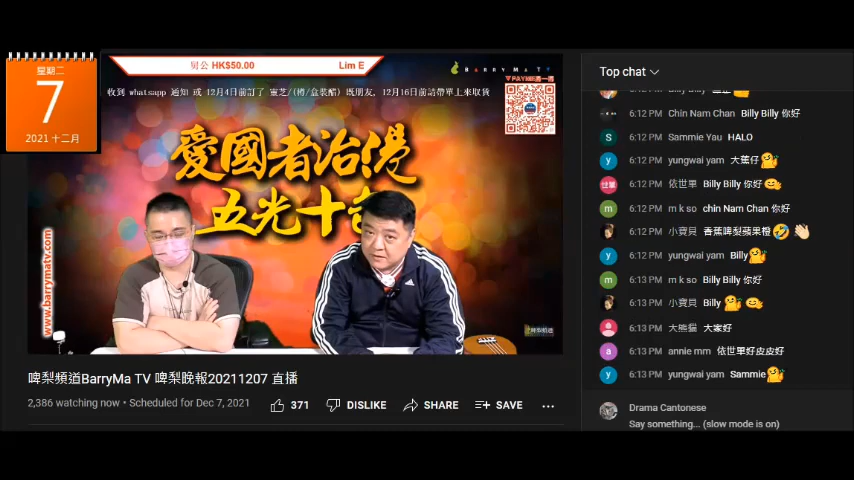 星期二
7
2021 十二月
男公 HK$50.00 Lim E
BARRYMA TV
收到 whatsapp 通知 或 12月4日前訂了 靈芝/(樽/盒裝醋) 既朋友, 12月16日前請帶單上來取貨
愛國者治
五光十
www.barrymatv.com
啤梨頻道BarryMa TV 啤梨晚報20211207 直播
2,386 watching now • Scheduled for Dec 7, 2021
371
DISLIKE
SHARE
SAVE
Top chat
6:12 PM Chin Nam Chan Billy Billy 你好
S 6:12 PM Sammie Yau HALO
y 6:12 PM yungwai yam 大蕉仔🤗
世單 6:12 PM 依世單 Billy Billy 你好😊
m 6:12 PM m k so chin Nam Chan 你好
6:12 PM 小寶貝 香蕉啤梨蘋果橙🤣👋🏻
y 6:12 PM yungwai yam Billy🤗
m 6:13 PM m k so Billy Billy 你好
6:13 PM 小寶貝 Billy 🤗😊
6:13 PM 大熊貓 大家好
a 6:13 PM annie mm 依世單好皮皮好
y 6:13 PM yungwai yam Sammie🤗
Drama Cantonese
Say something... (slow mode is on)